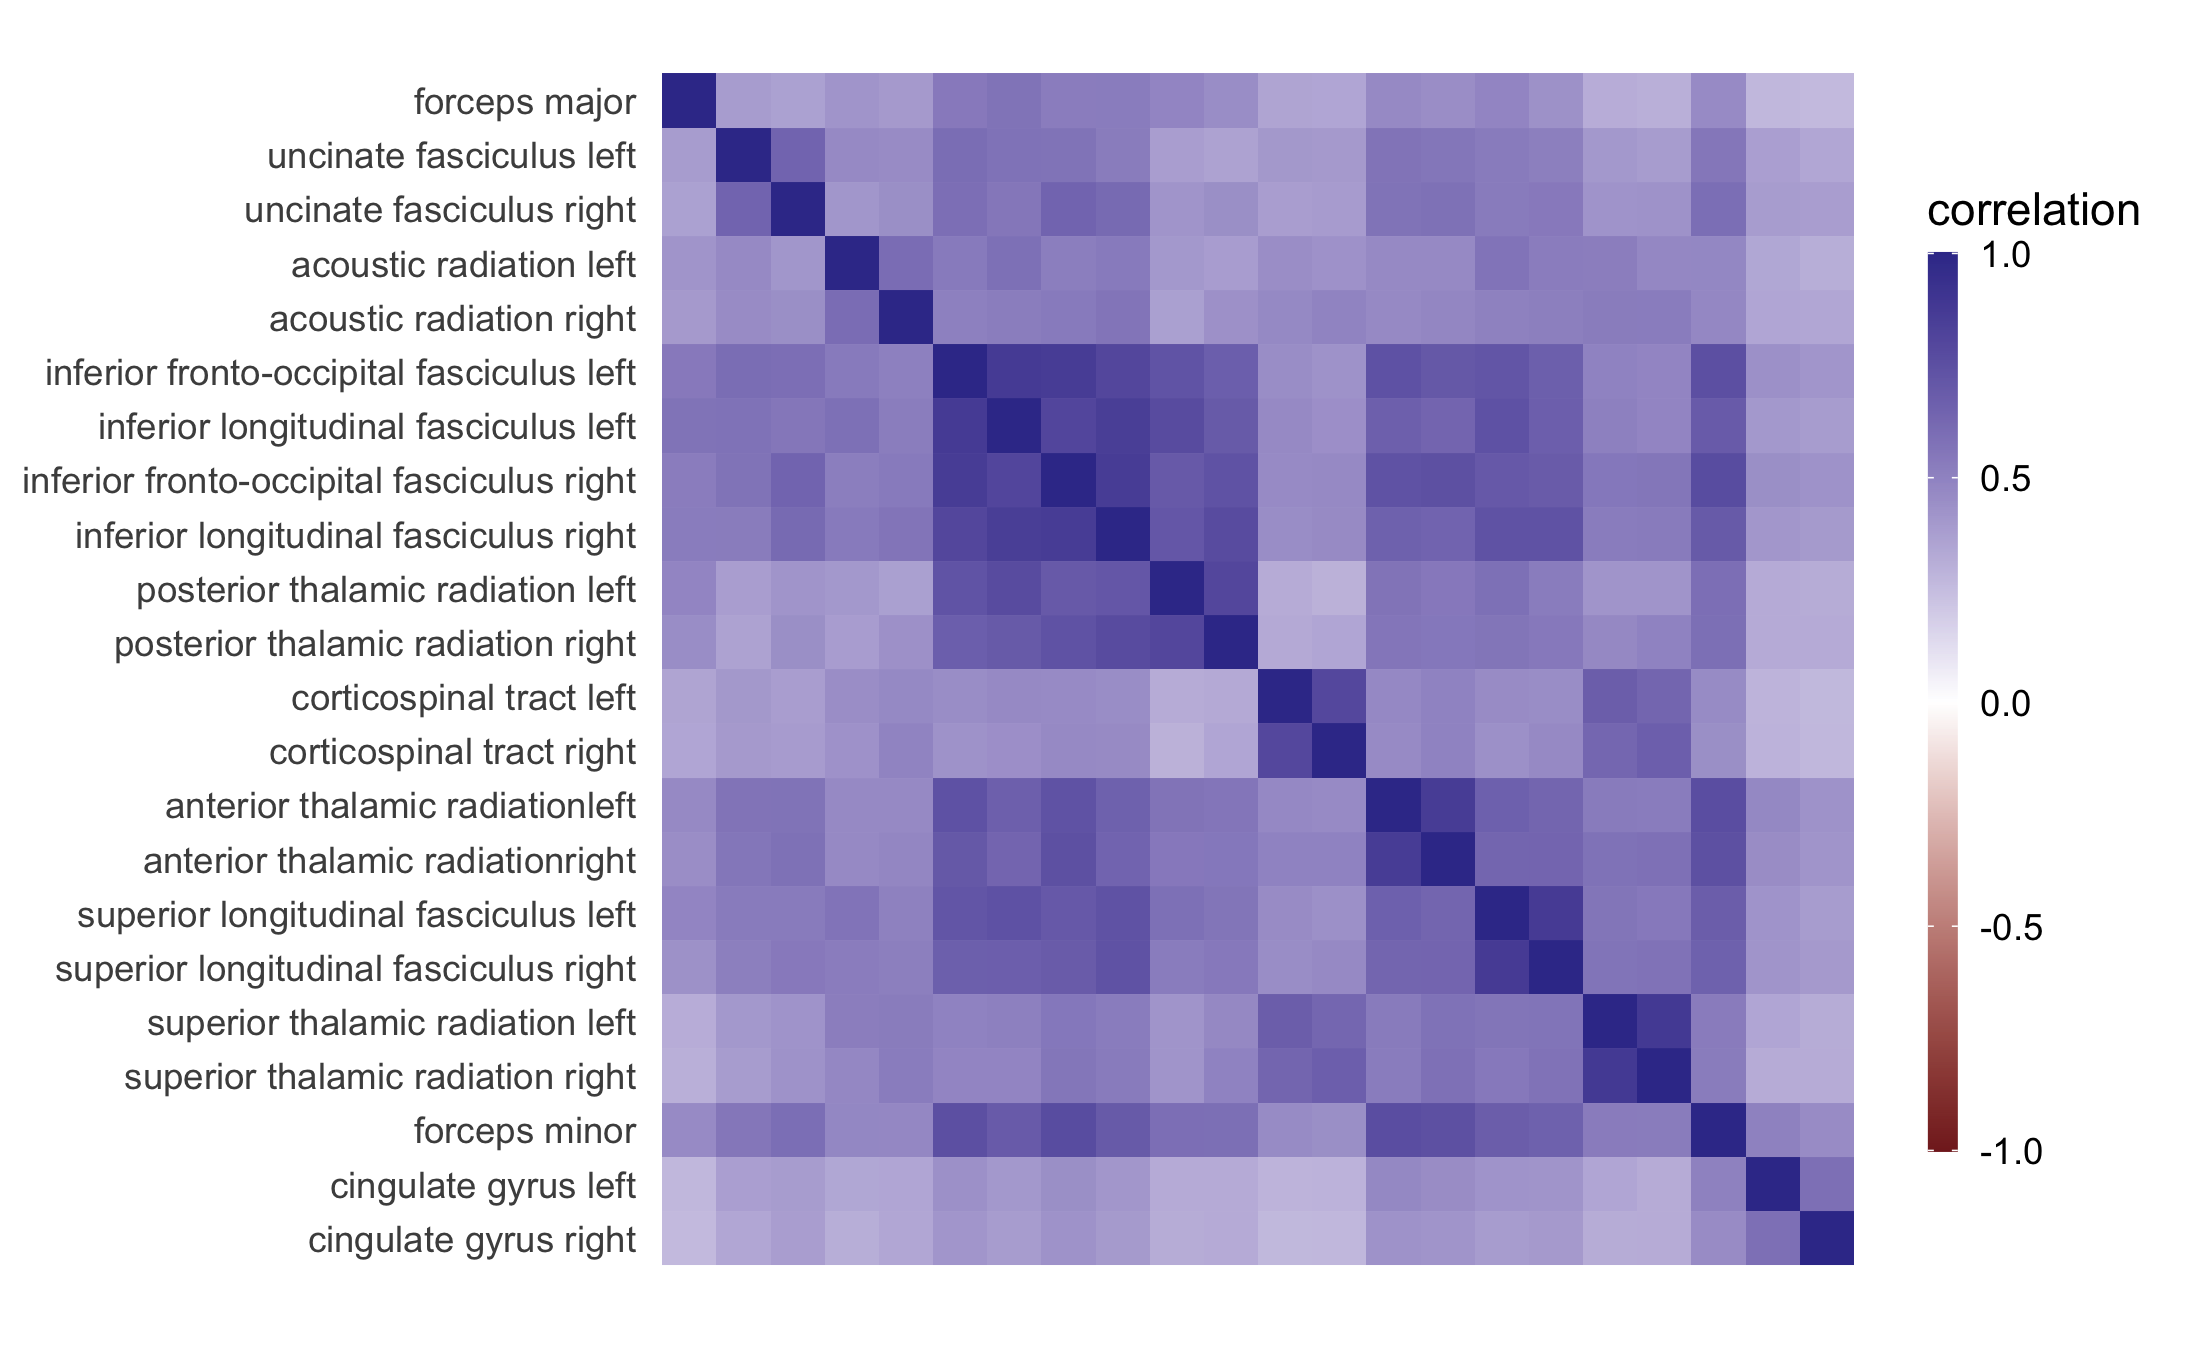 forceps major
uncinate fasciculus left
uncinate fasciculus right
acoustic radiation left
acoustic radiation right
inferior fronto-occipital fasciculus left
inferior longitudinal fasciculus left
inferior fronto-occipital fasciculus right
inferior longitudinal fasciculus right
posterior thalamic radiation left
posterior thalamic radiation right
corticospinal tract left
corticospinal tract right
anterior thalamic radiationleft
anterior thalamic radiationright
superior longitudinal fasciculus left
superior longitudinal fasciculus right
superior thalamic radiation left
superior thalamic radiation right
forceps minor
cingulate gyrus left
cingulate gyrus right
correlation
1.0
0.5
0.0
-0.5
-1.0